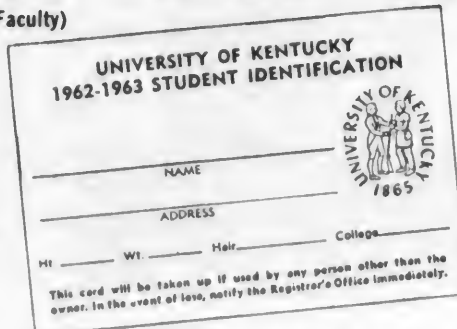 Faculty)
UNIVERSITY OF KENTUCKY
1962-1963 STUDENT IDENTIFICATION
UNIVERSITY OF KENTUCKY
1865
NAME
ADDRESS
Ht. Wt. Hair College
This card will be taken up if used by any person other than the
owner. In the event of loss, notify the Registrar's Office immediately.